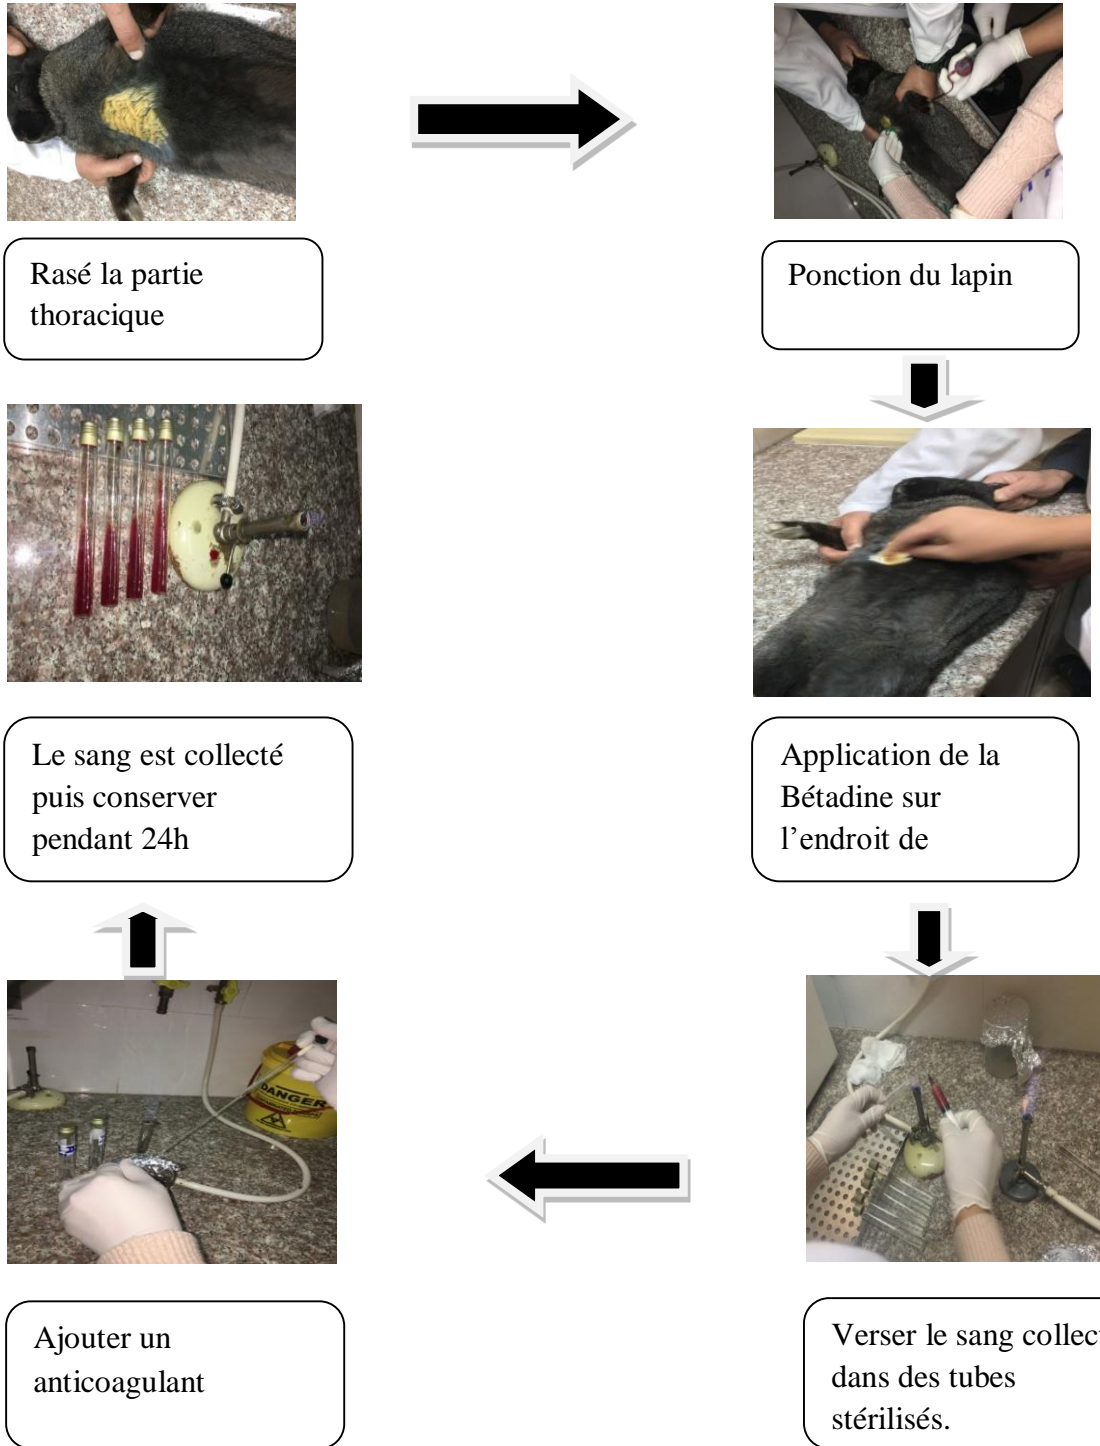 Rasé la partie
thoracique
Ponction du lapin
Application de la
Bétadine sur
l’endroit de
Verser le sang collect
dans des tubes
stérilisés.
Ajouter un
anticoagulant
DANGER
Le sang est collecté
puis conserver
pendant 24h